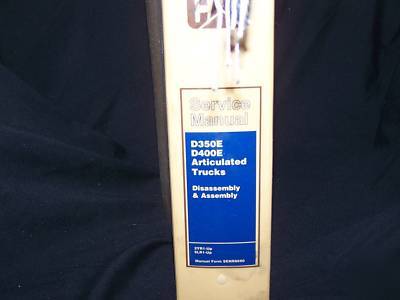 Service
Manual
D350E
D400E
Articulated
Trucks
Disassembly
& Assembly